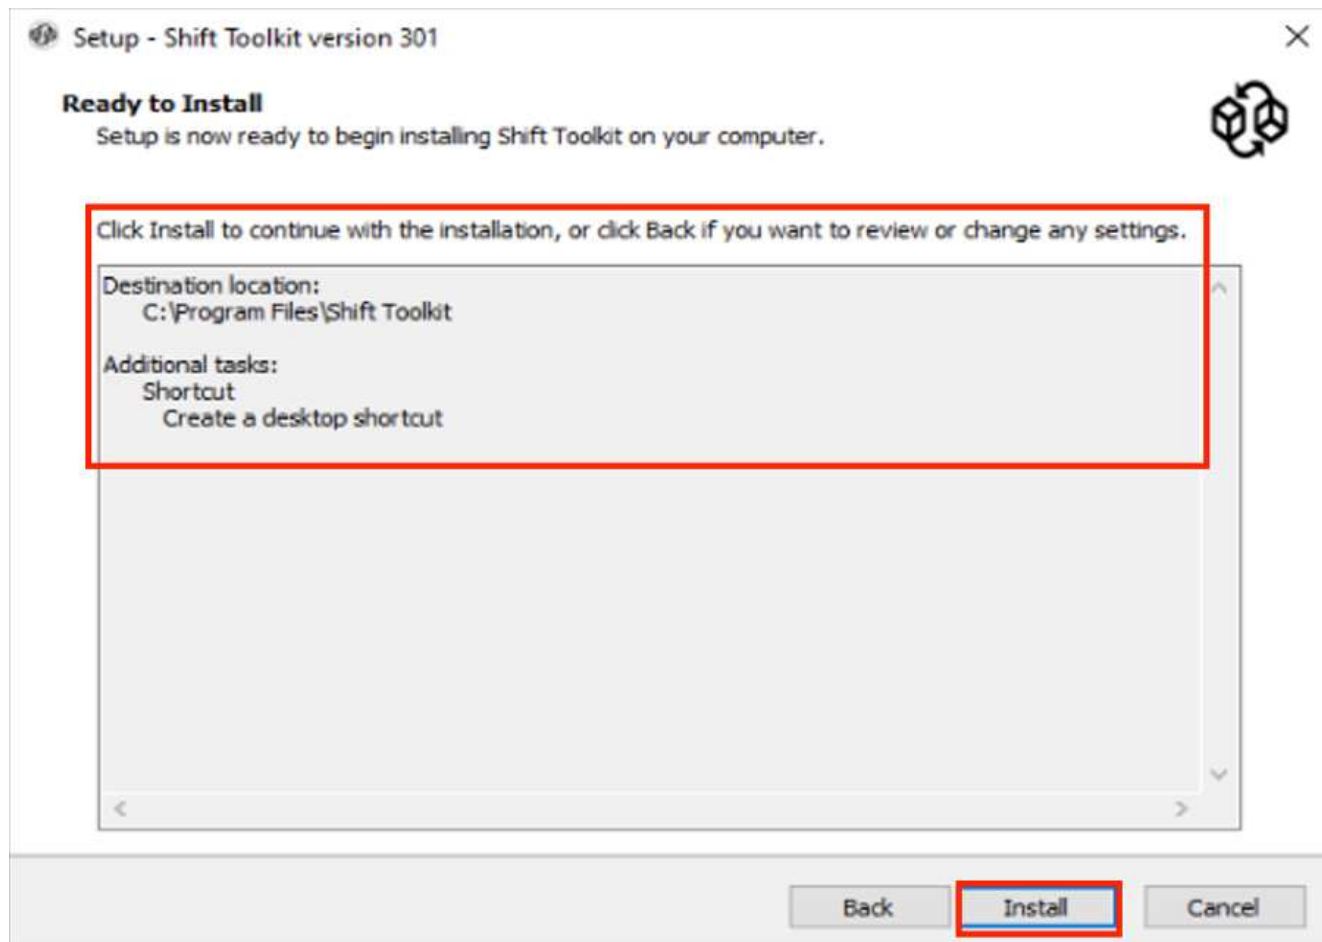 Setup - Shift Toolkit version 301
Ready to Install
Setup is now ready to begin installing Shift Toolkit on your computer.
Click Install to continue with the installation, or click Back if you want to review or change any settings.
Destination location:
C:\Program Files\Shift Toolkit
Additional tasks:
Shortcut
Create a desktop shortcut
Back
Install
Cancel